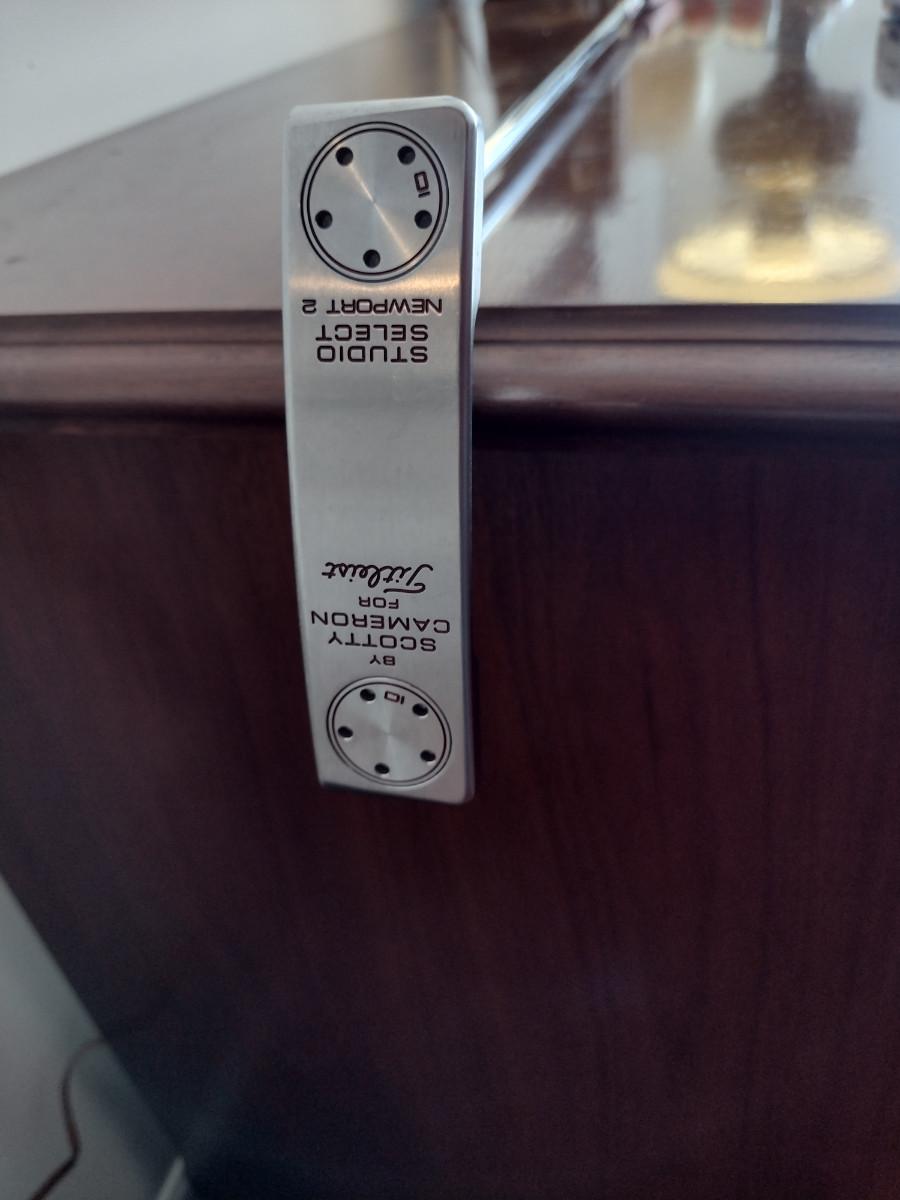 10
BY
SCOTTY
CAMERON
FOR
Titleist
STUDIO
SELECT
NEWPORT 2
10